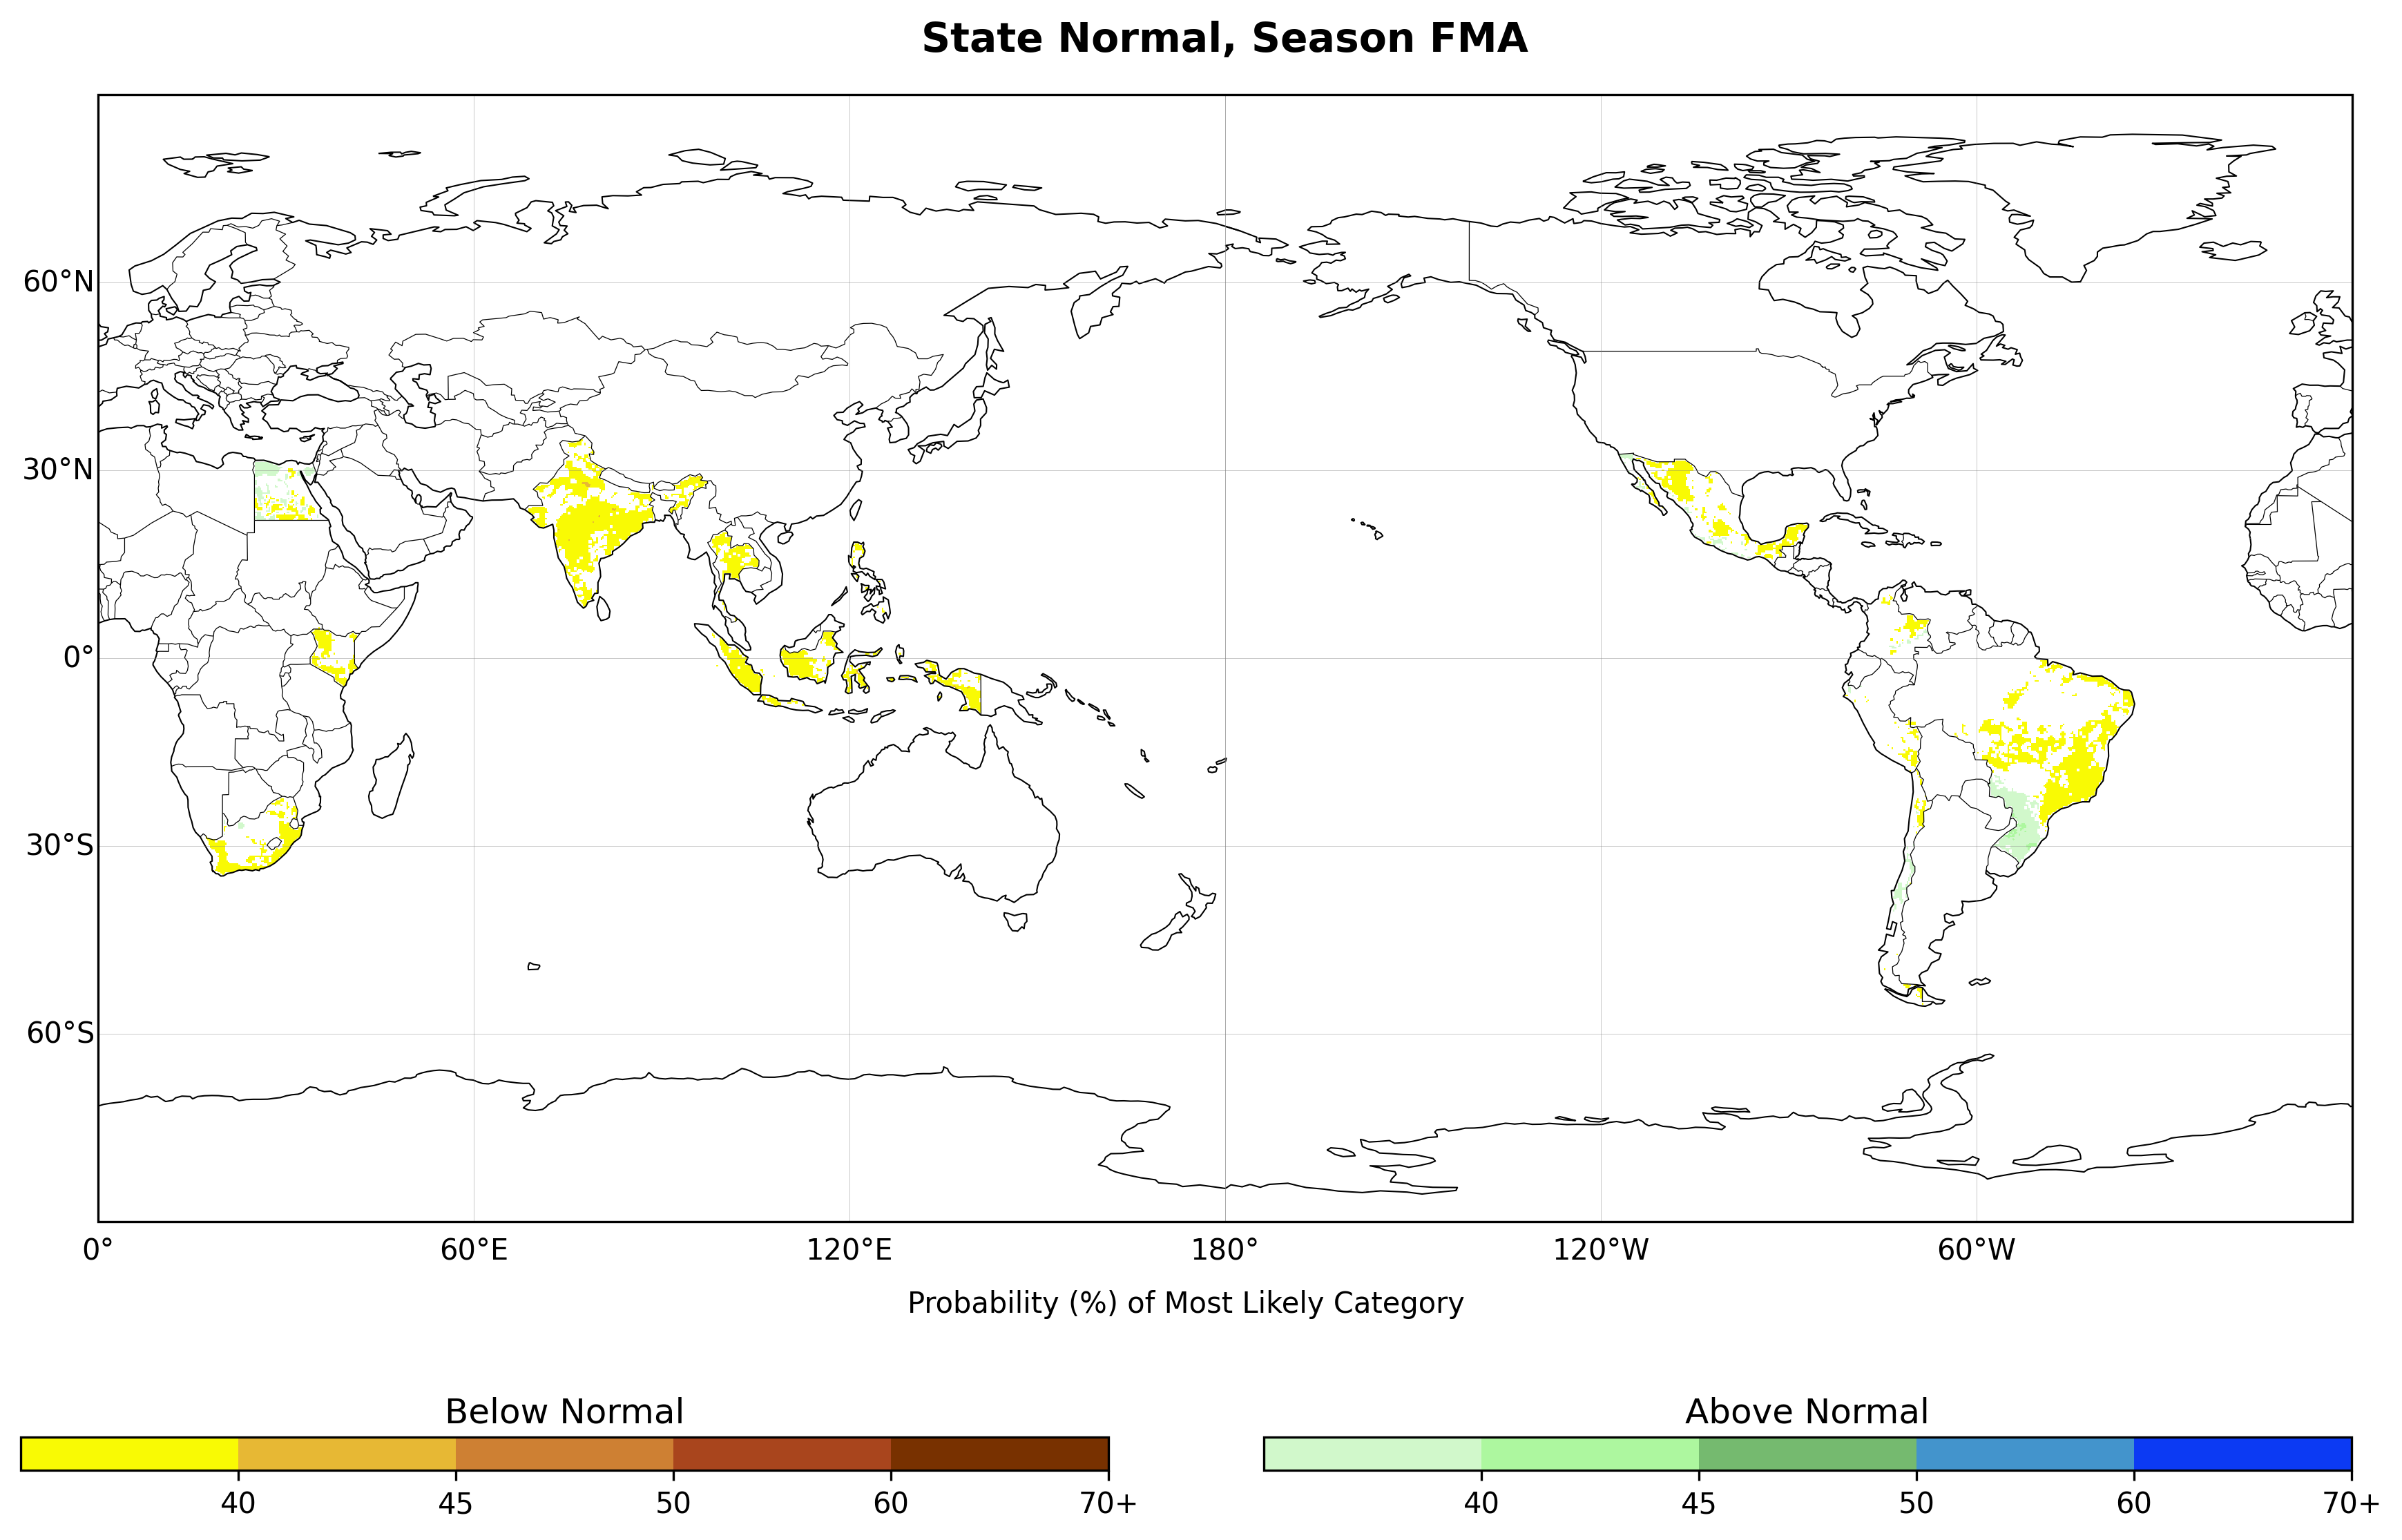 State Normal, Season FMA
60°N
30°N
0°
30°S
60°S
0° 60°E 120°E 180° 120°W 60°W
Probability (%) of Most Likely Category
Below Normal Above Normal
40 45 50 60 70+ 40 45 50 60 70+